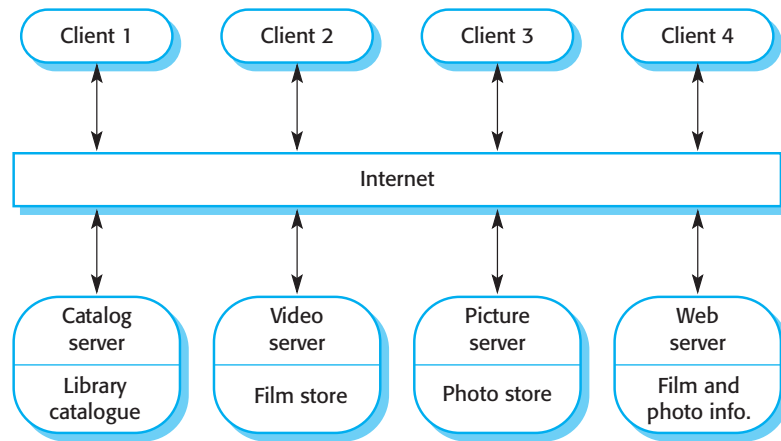 Client 1
Client 2
Client 3
Client 4
Internet
Catalog
server
Library
catalogue
Video
server
Film store
Picture
server
Photo store
Web
server
Film and
photo info.